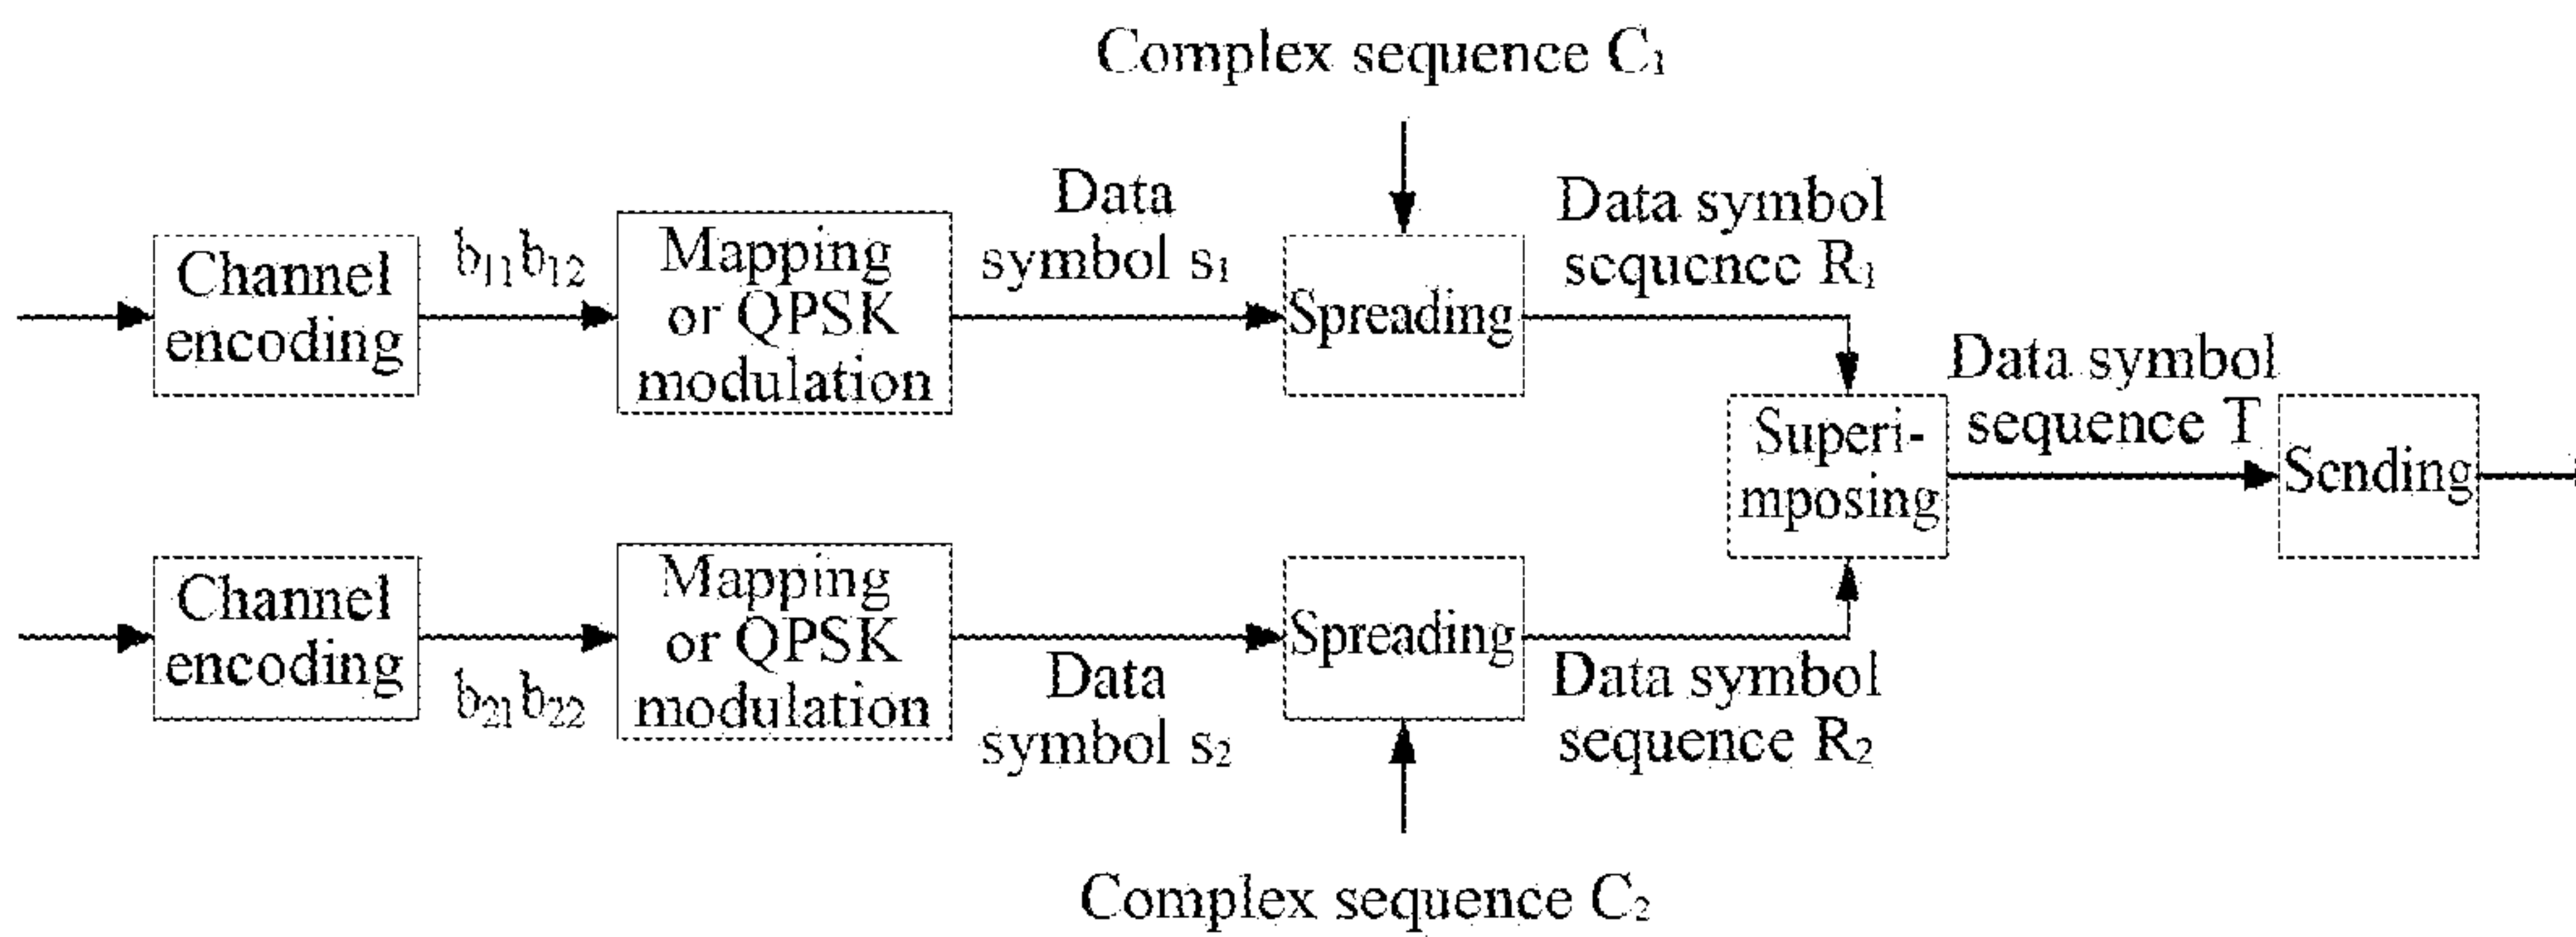 Complex sequence C₁
Channel
encoding
b₁₁b₁₂
Mapping
or QPSK
modulation
Data
symbol s₁
Spreading
Data symbol
sequence R₁
Superi-
mposing
Data symbol
sequence T
Sending
Channel
encoding
b₂₁b₂₂
Mapping
or QPSK
modulation
Data
symbol s₂
Spreading
Data symbol
sequence R₂
Complex sequence C₂